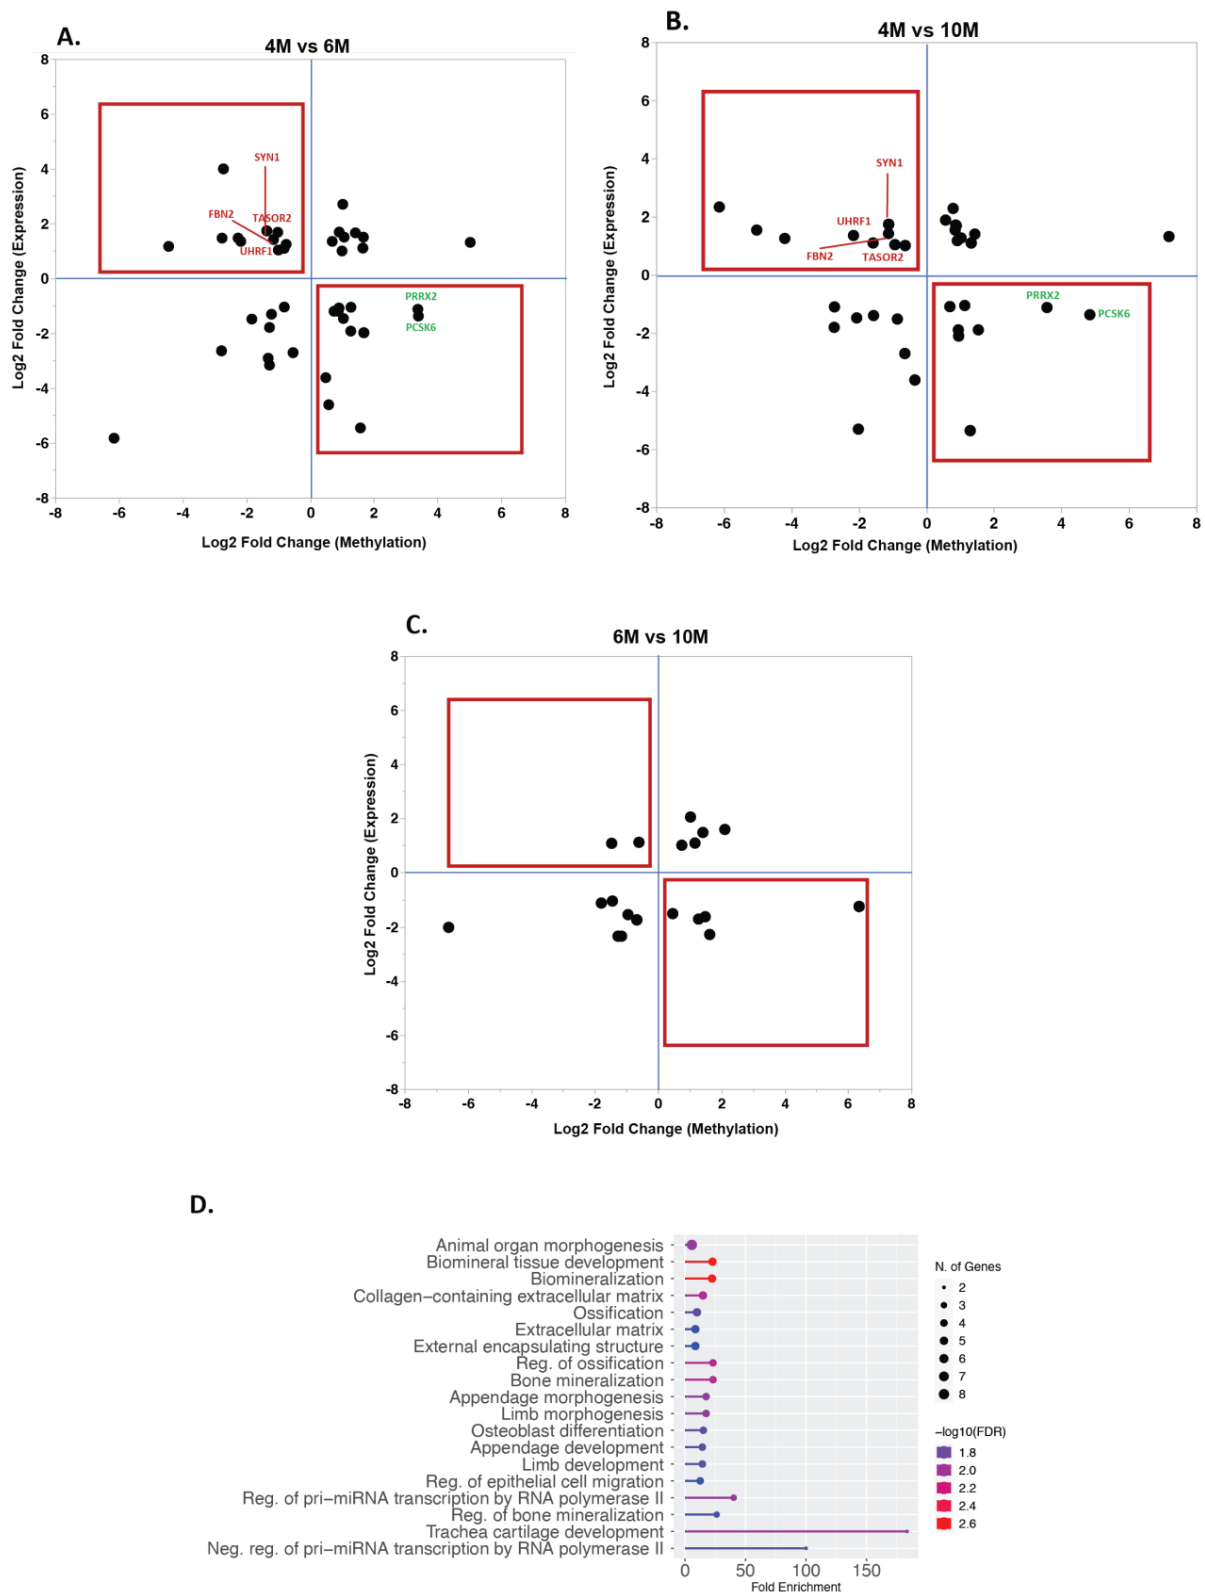 A.
4M vs 6M
8
6
4
2
0
-2
-4
-6
-8
Log2 Fold Change (Expression)
SYN1
FBN2
TASOR2
UHRF1
PRRX2
PCSK6
-8 -6 -4 -2 0 2 4 6 8
Log2 Fold Change (Methylation)
B.
4M vs 10M
8
6
4
2
0
-2
-4
-6
-8
Log2 Fold Change (Expression)
SYN1
UHRF1
FBN2
TASOR2
PRRX2
PCSK6
-8 -6 -4 -2 0 2 4 6 8
Log2 Fold Change (Methylation)
C.
6M vs 10M
8
6
4
2
0
-2
-4
-6
-8
Log2 Fold Change (Expression)
-8 -6 -4 -2 0 2 4 6 8
Log2 Fold Change (Methylation)
D.
Animal organ morphogenesis
Biomineral tissue development
Biomineralization
Collagen−containing extracellular matrix
Ossification
Extracellular matrix
External encapsulating structure
Reg. of ossification
Bone mineralization
Appendage morphogenesis
Limb morphogenesis
Osteoblast differentiation
Appendage development
Limb development
Reg. of epithelial cell migration
Reg. of pri−miRNA transcription by RNA polymerase II
Reg. of bone mineralization
Trachea cartilage development
Neg. reg. of pri−miRNA transcription by RNA polymerase II
0 50 100 150
Fold Enrichment
N. of Genes
2
3
4
5
6
7
8
−log10(FDR)
1.8
2.0
2.2
2.4
2.6